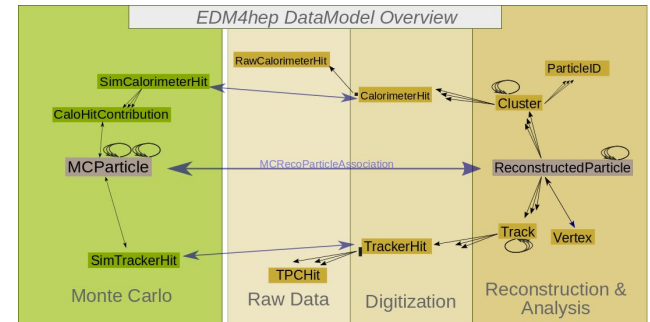 EDM4hep DataModel Overview
RawCalorimeterHit
ParticleID
SimCalorimeterHit
CalorimeterHit
Cluster
CaloHitContribution
MCParticle
MCRecoParticleAssociation
ReconstructedParticle
Track
Vertex
TrackerHit
SimTrackerHit
TPCHit
Monte Carlo
Raw Data
Digitization
Reconstruction &
Analysis